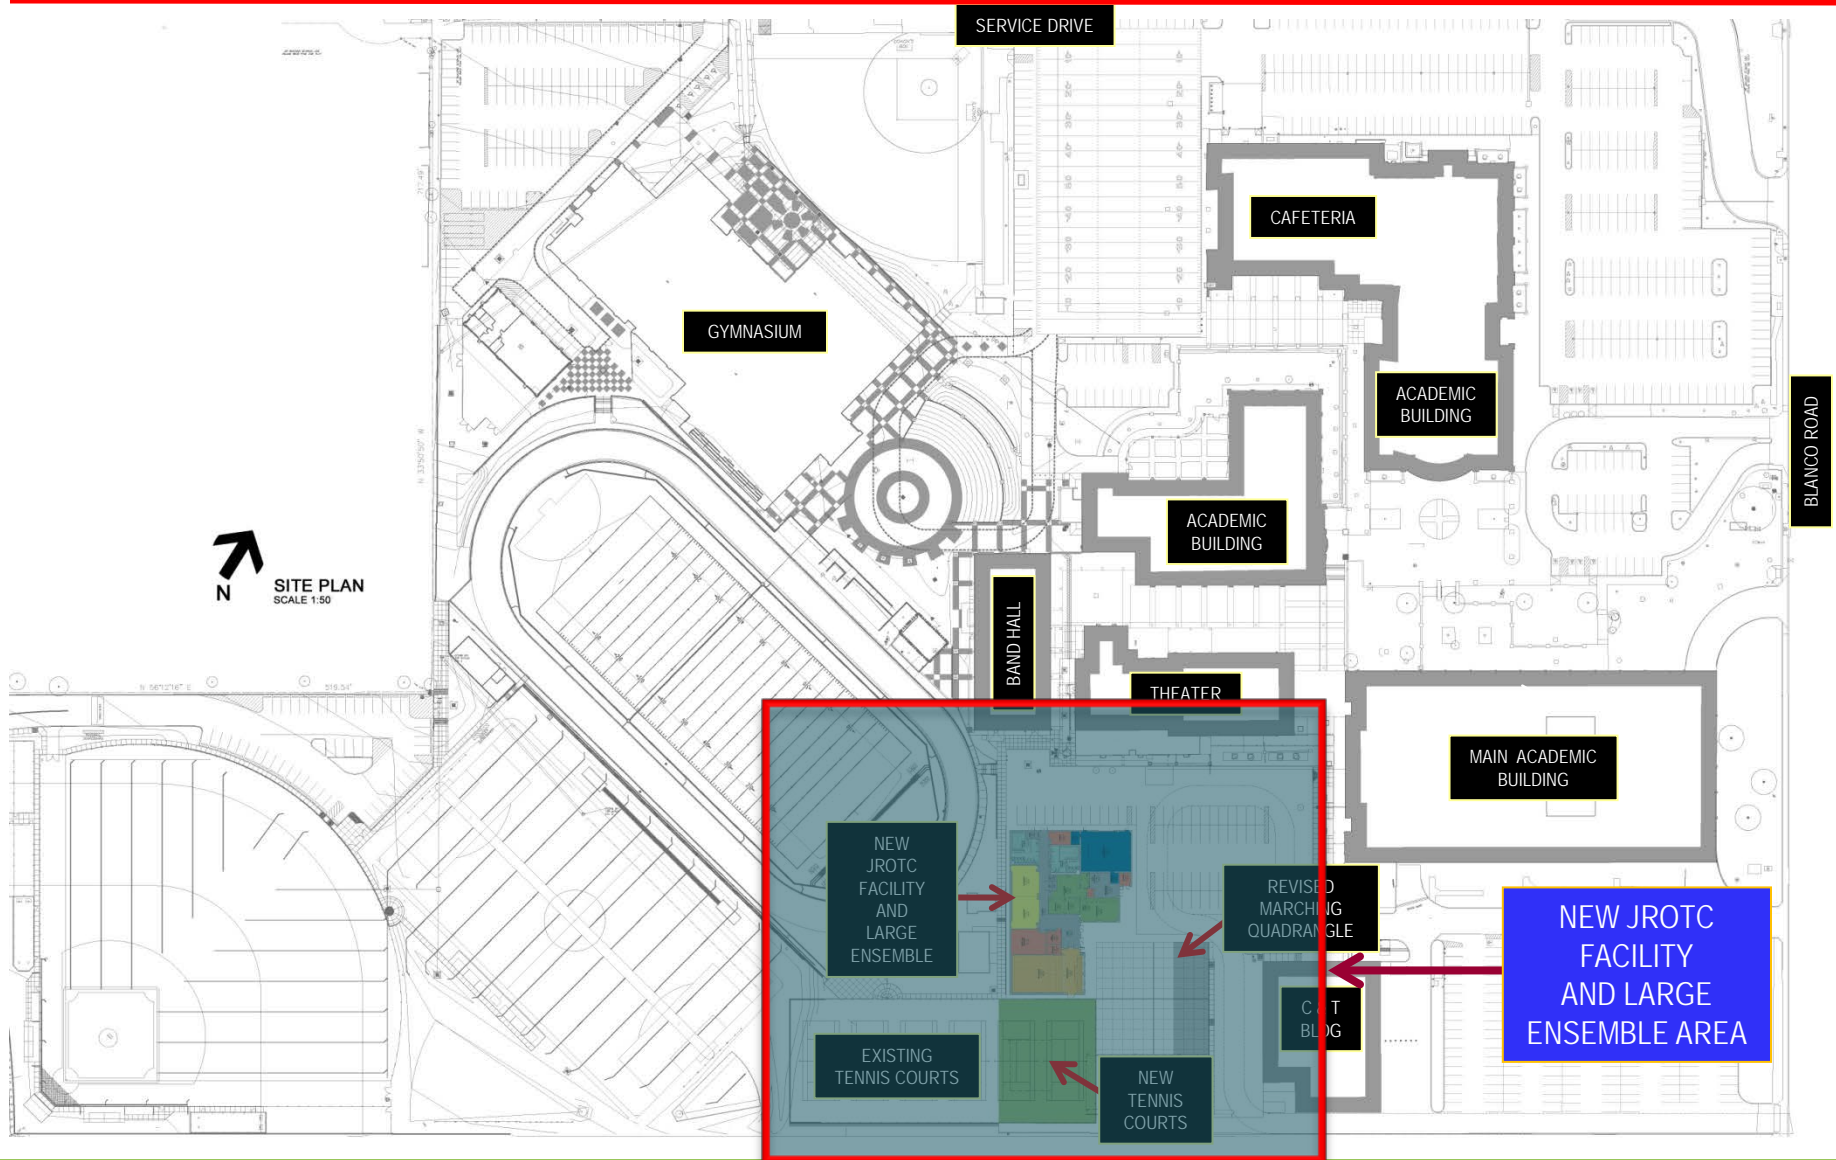 SERVICE DRIVE
CAFETERIA
GYMNASIUM
ACADEMIC
BUILDING
BLANCO ROAD
ACADEMIC
BUILDING
N
SITE PLAN
SCALE 1:50
BAND HALL
THEATER
MAIN ACADEMIC
BUILDING
NEW
JROTC
FACILITY
AND
LARGE
ENSEMBLE
REVISED
MARCHING
QUADRANGLE
NEW JROTC
FACILITY
AND LARGE
ENSEMBLE AREA
C & T
BLDG
EXISTING
TENNIS COURTS
NEW
TENNIS
COURTS